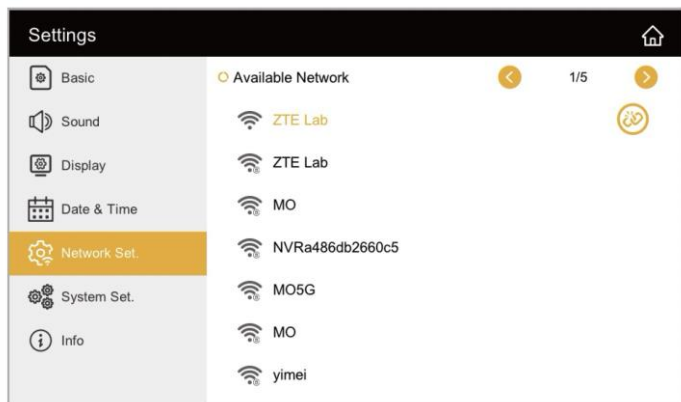 Settings
Basic
Sound
Display
Date & Time
Network Set.
System Set.
Info
Available Network
1/5
ZTE Lab
ZTE Lab
MO
NVRa486db2660c5
MO5G
MO
yimei